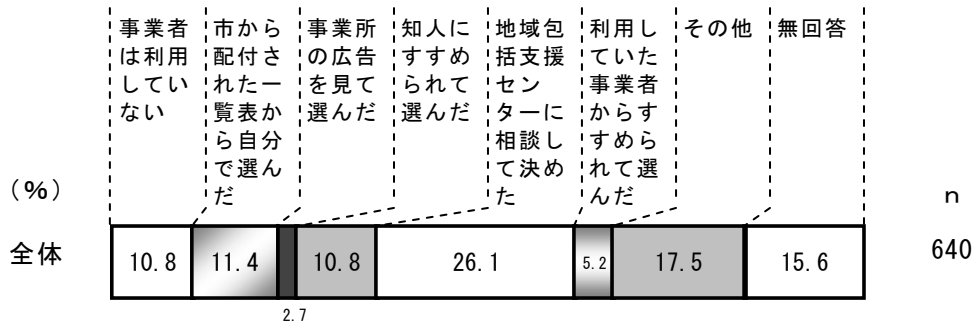 事業者
は利用
してい
ない
市から
配付さ
れた一
覧表か
ら自分
で選ん
だ
事業所
の広告
を見て
選んだ
知人に
すすめ
られて
選んだ
地域包
括支援
セン
ターに
相談し
て決め
た
利用し
ていた
事業者
からす
すめら
れて選
んだ
その他
無回答
(%)
n
全体
10.8
11.4
2.7
10.8
26.1
5.2
17.5
15.6
640